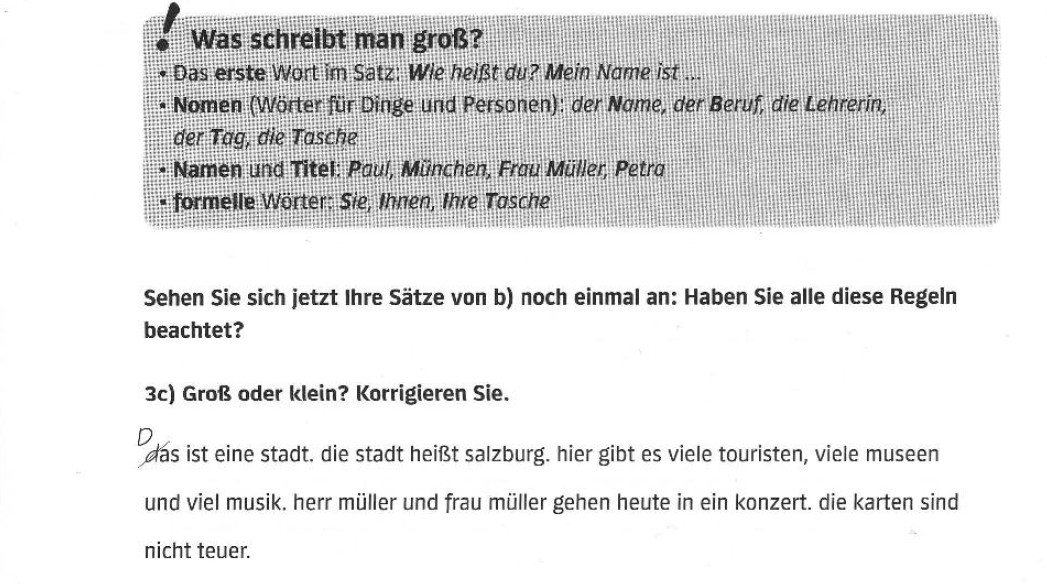 ! Was schreibt man groß?
• Das erste Wort im Satz: Wie heißt du? Mein Name ist ...
• Nomen (Wörter für Dinge und Personen): der Name, der Beruf, die Lehrerin,
der Tag, die Tasche
• Namen und Titel: Paul, München, Frau Müller, Petra
• formelle Wörter: Sie, Ihnen, Ihre Tasche
Sehen Sie sich jetzt Ihre Sätze von b) noch einmal an: Haben Sie alle diese Regeln
beachtet?
3c) Groß oder klein? Korrigieren Sie.
D
das ist eine stadt. die stadt heißt salzburg. hier gibt es viele touristen, viele museen
und viel musik. herr müller und frau müller gehen heute in ein konzert. die karten sind
nicht teuer.